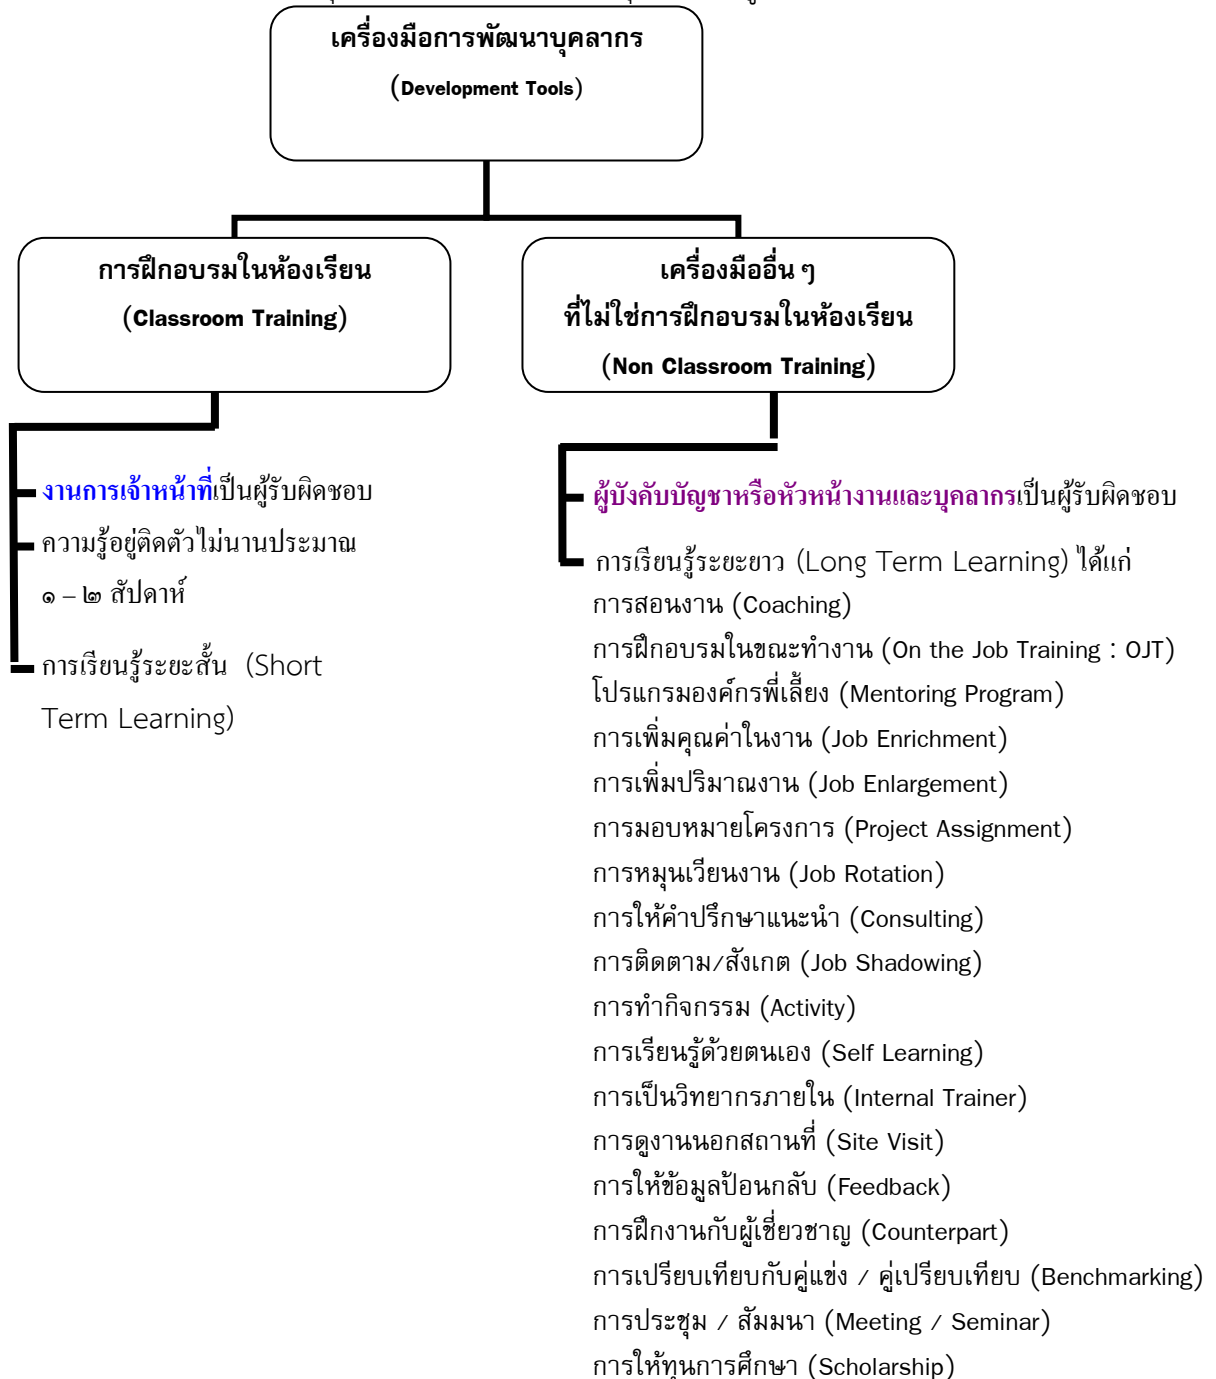 เครื่องมือการพัฒนาบุคลากร
(Development Tools)
การฝึกอบรมในห้องเรียน
(Classroom Training)
เครื่องมืออื่น ๆ
ที่ไม่ใช่การฝึกอบรมในห้องเรียน
(Non Classroom Training)
งานการเจ้าหน้าที่เป็นผู้รับผิดชอบ
ความรู้อยู่ติดตัวไม่นานประมาณ
๑ – ๒ สัปดาห์
การเรียนรู้ระยะสั้น (Short
Term Learning)
ผู้บังคับบัญชาหรือหัวหน้างานและบุคลากรเป็นผู้รับผิดชอบ
การเรียนรู้ระยะยาว (Long Term Learning) ได้แก่
การสอนงาน (Coaching)
การฝึกอบรมในขณะทำงาน (On the Job Training : OJT)
โปรแกรมองค์กรพี่เลี้ยง (Mentoring Program)
การเพิ่มคุณค่าในงาน (Job Enrichment)
การเพิ่มปริมาณงาน (Job Enlargement)
การมอบหมายโครงการ (Project Assignment)
การหมุนเวียนงาน (Job Rotation)
การให้คำปรึกษาแนะนำ (Consulting)
การติดตาม/สังเกต (Job Shadowing)
การทำกิจกรรม (Activity)
การเรียนรู้ด้วยตนเอง (Self Learning)
การเป็นวิทยากรภายใน (Internal Trainer)
การดูงานนอกสถานที่ (Site Visit)
การให้ข้อมูลป้อนกลับ (Feedback)
การฝึกงานกับผู้เชี่ยวชาญ (Counterpart)
การเปรียบเทียบกับคู่แข่ง / คู่เปรียบเทียบ (Benchmarking)
การประชุม / สัมมนา (Meeting / Seminar)
การให้ทุนการศึกษา (Scholarship)